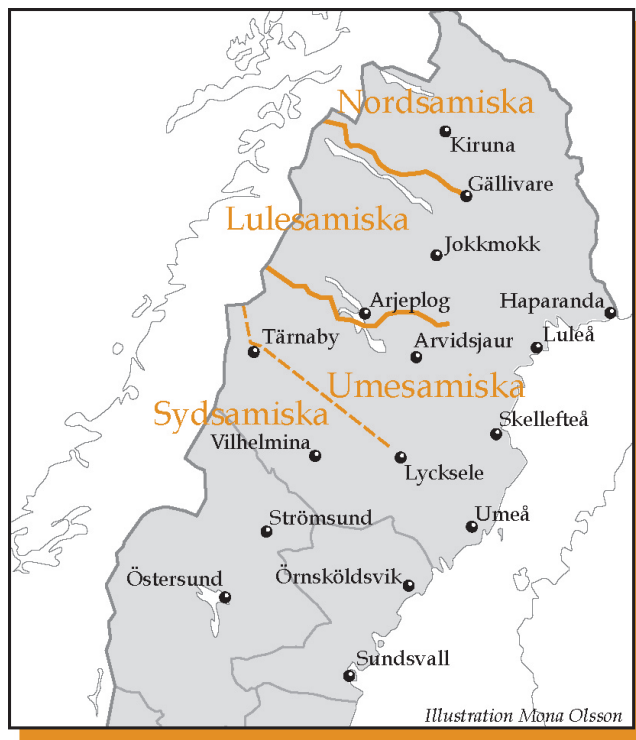 Nordsamiska
Kiruna
Gällivare
Lulesamiska
Jokkmokk
Arjeplog
Haparanda
Tärnaby
Arvidsjaur
Luleå
Umesamiska
Sydsamiska
Skellefteå
Vilhelmina
Lycksele
Strömsund
Umeå
Östersund
Örnsköldsvik
Sundsvall
Illustration Mona Olsson